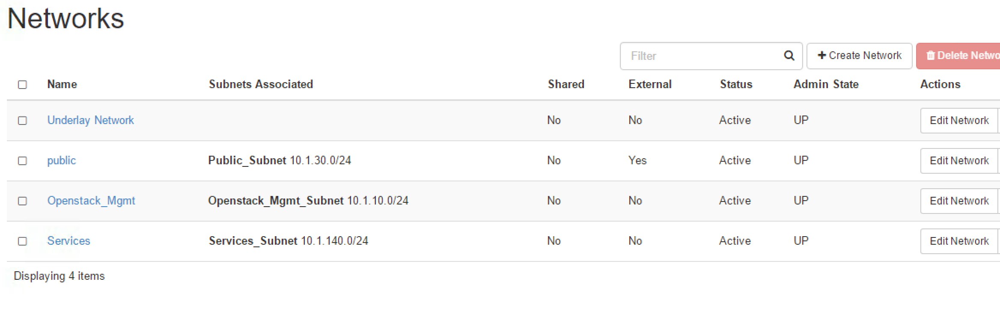 Networks
Filter Create Network Delete Netwo
Name Subnets Associated Shared External Status Admin State Actions
Underlay Network No No Active UP Edit Network
public Public_Subnet 10.1.30.0/24 No Yes Active UP Edit Network
Openstack_Mgmt Openstack_Mgmt_Subnet 10.1.10.0/24 No No Active UP Edit Network
Services Services_Subnet 10.1.140.0/24 No No Active UP Edit Network
Displaying 4 items